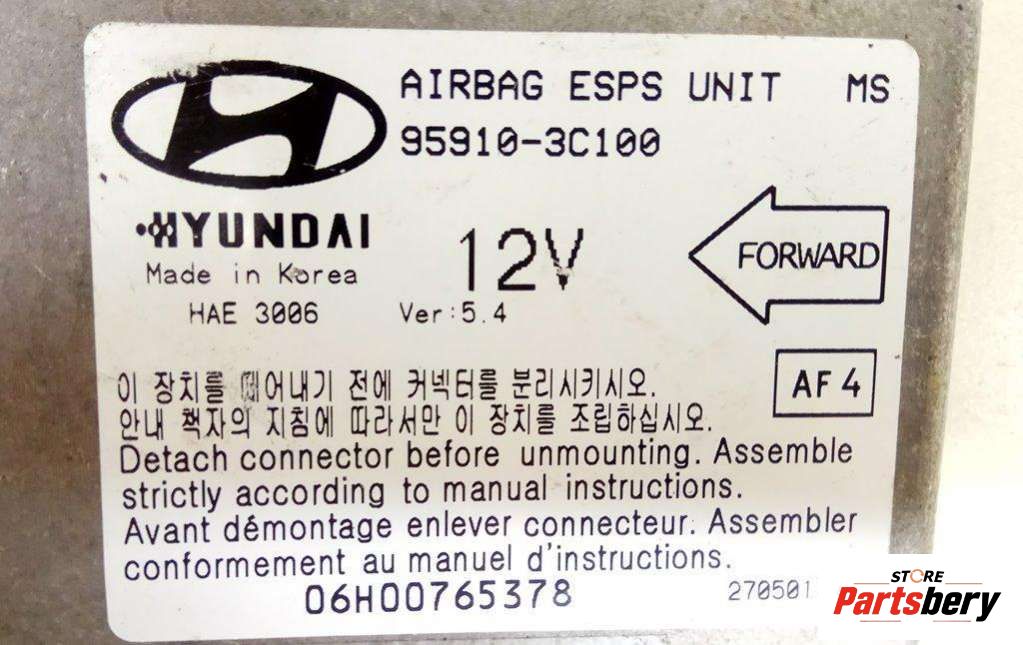 AIRBAG ESPS UNIT MS
95910-3C100
HYUNDAI
12V
FORWARD
Made in Korea
HAE 3006 Ver:5.4
AF4
이 장치를 떼어내기 전에 커넥터를 분리시키시오.
안내 책자의 지침에 따라서만 이 장치를 조립하십시오.
Detach connector before unmounting. Assemble
strictly according to manual instructions.
Avant démontage enlever connecteur. Assembler
conformement au manuel d'instructions.
06H00765378 270501
STORE
Partsbery